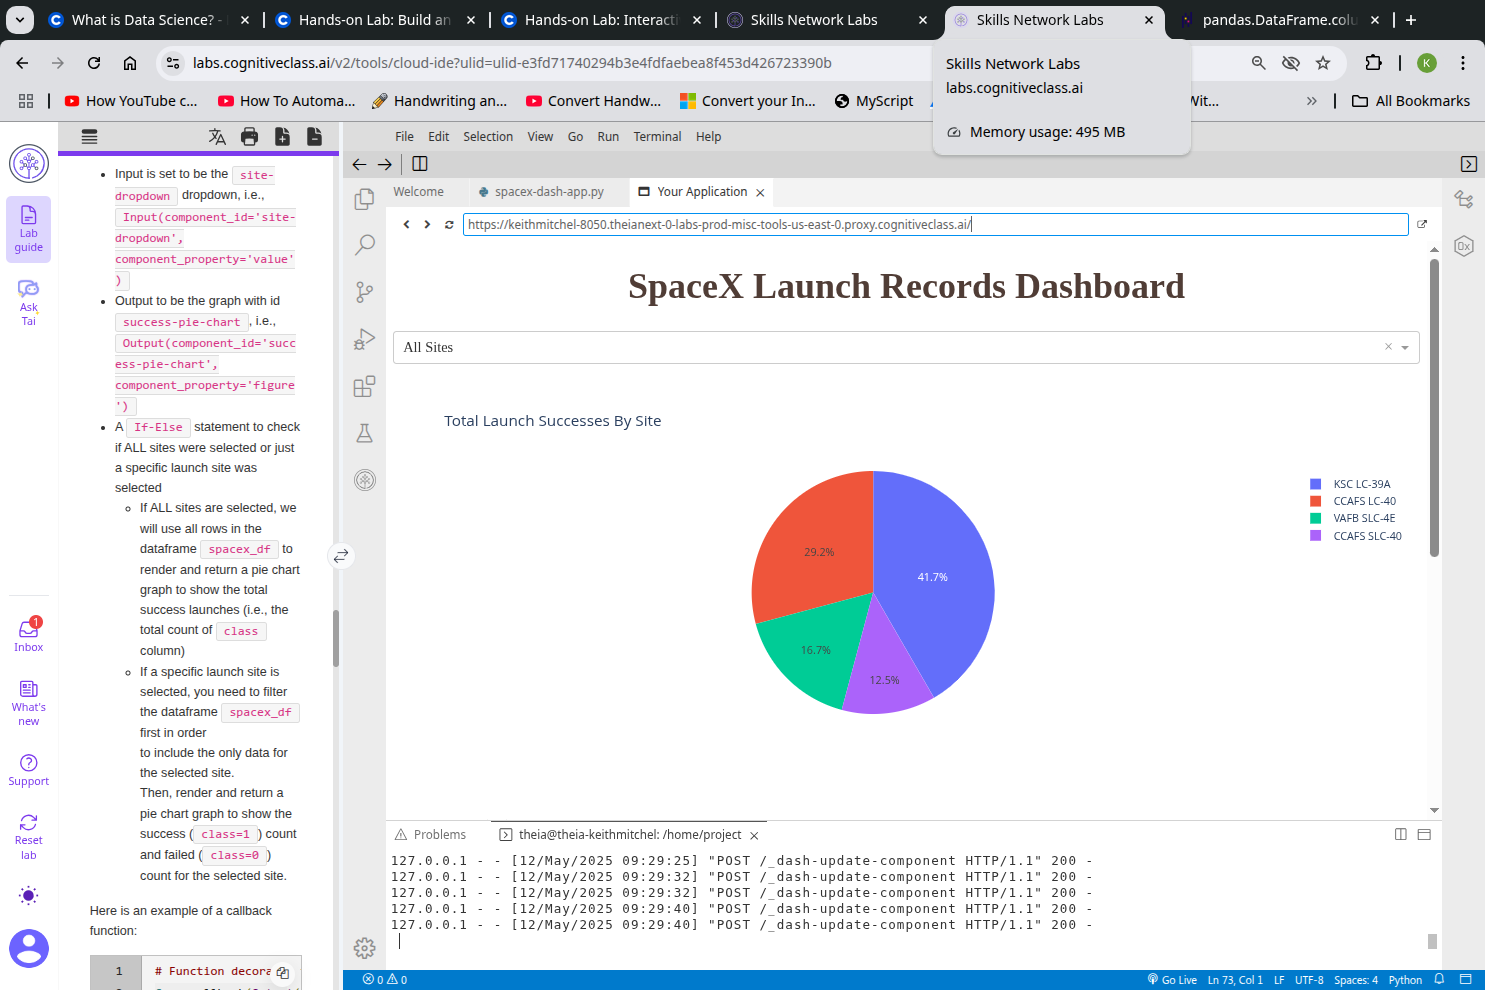 What is Data Science? -
Hands-on Lab: Build an
Hands-on Lab: Interacti
Skills Network Labs
Skills Network Labs
pandas.DataFrame.colu
labs.cognitiveclass.ai/v2/tools/cloud-ide?ulid=ulid-e3fd71740294b3e4fdfaebea8f453d426723390b
K
How YouTube c...
How To Automa...
Handwriting an...
Convert Handw...
Convert your In...
MyScript
Wit...
All Bookmarks
Skills Network Labs
labs.cognitiveclass.ai
Memory usage: 495 MB
Lab
guide
Ask
Tai
Inbox
1
What's
new
Support
Reset
lab
Input is set to be the site-
dropdown dropdown, i.e.,
Input(component_id='site-
dropdown',
component_property='value'
)
Output to be the graph with id
success-pie-chart , i.e.,
Output(component_id='succ
ess-pie-chart',
component_property='figure
')
A If-Else statement to check
if ALL sites were selected or just
a specific launch site was
selected
If ALL sites are selected, we
will use all rows in the
dataframe spacex_df to
render and return a pie chart
graph to show the total
success launches (i.e., the
total count of class
column)
If a specific launch site is
selected, you need to filter
the dataframe spacex_df
first in order
to include the only data for
the selected site.
Then, render and return a
pie chart graph to show the
success ( class=1 ) count
and failed ( class=0 )
count for the selected site.
Here is an example of a callback
function:
1 # Function decora
File Edit Selection View Go Run Terminal Help
Welcome
spacex-dash-app.py
Your Application
https://keithmitchel-8050.theianext-0-labs-prod-misc-tools-us-east-0.proxy.cognitiveclass.ai/
SpaceX Launch Records Dashboard
All Sites
Total Launch Successes By Site
KSC LC-39A
CCAFS LC-40
VAFB SLC-4E
CCAFS SLC-40
29.2%
41.7%
16.7%
12.5%
Problems
theia@theia-keithmitchel: /home/project
127.0.0.1 - - [12/May/2025 09:29:25] "POST /_dash-update-component HTTP/1.1" 200 -
127.0.0.1 - - [12/May/2025 09:29:32] "POST /_dash-update-component HTTP/1.1" 200 -
127.0.0.1 - - [12/May/2025 09:29:32] "POST /_dash-update-component HTTP/1.1" 200 -
127.0.0.1 - - [12/May/2025 09:29:40] "POST /_dash-update-component HTTP/1.1" 200 -
127.0.0.1 - - [12/May/2025 09:29:40] "POST /_dash-update-component HTTP/1.1" 200 -
0 0
Go Live Ln 73, Col 1 LF UTF-8 Spaces: 4 Python
0x